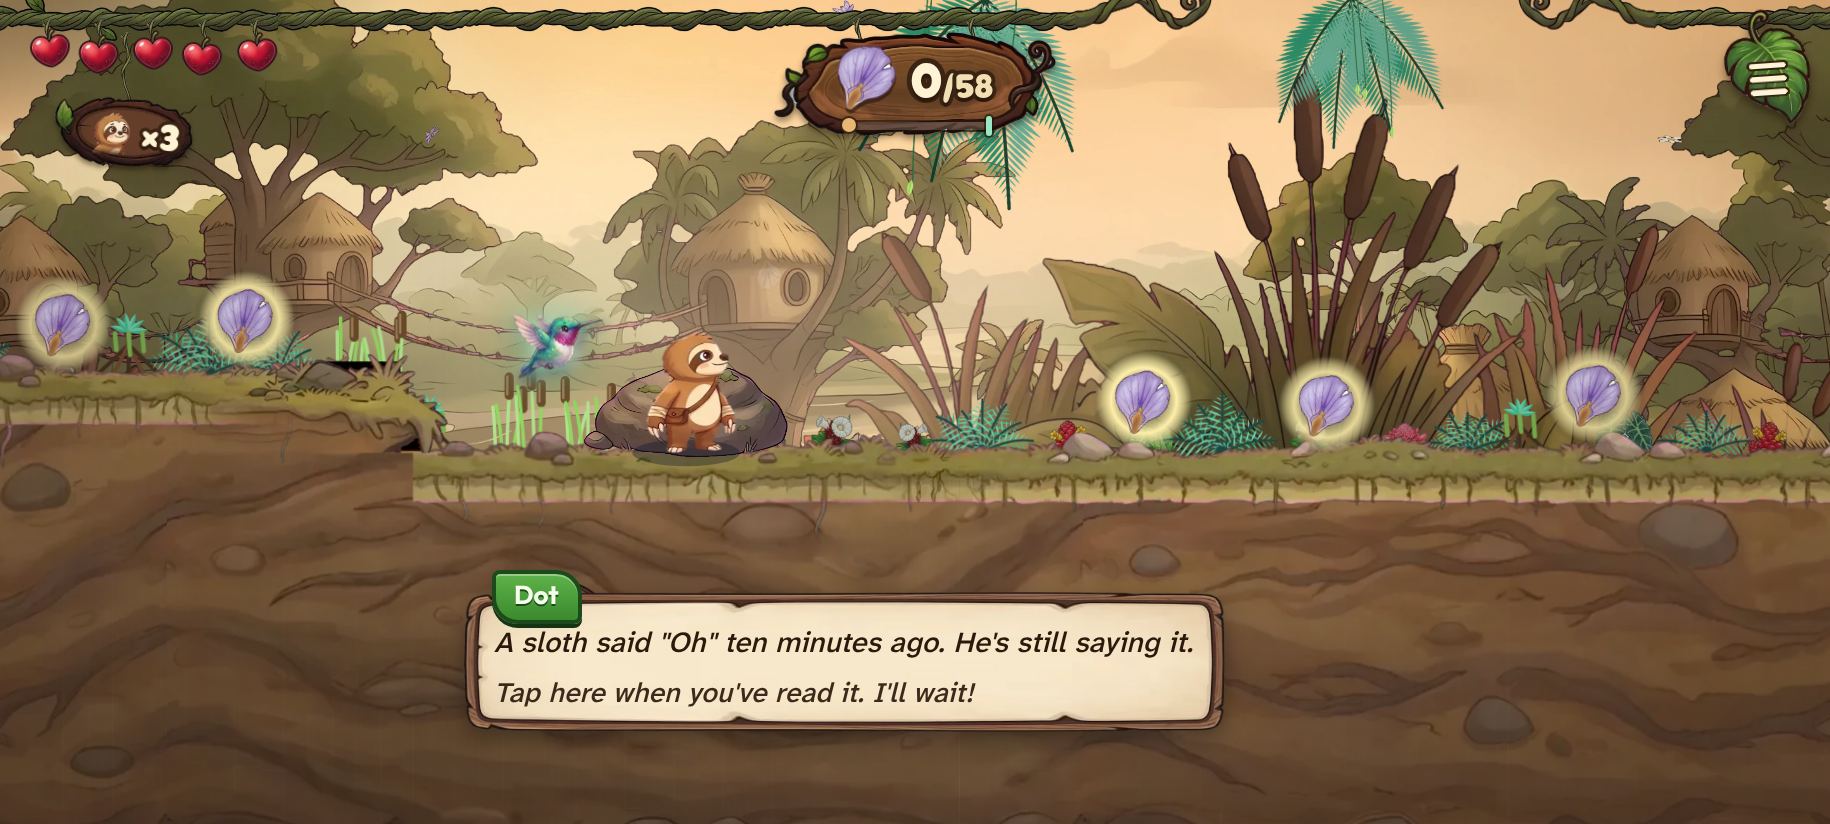 0/58
x3
Dot
A sloth said "Oh" ten minutes ago. He's still saying it.
Tap here when you've read it. I'll wait!